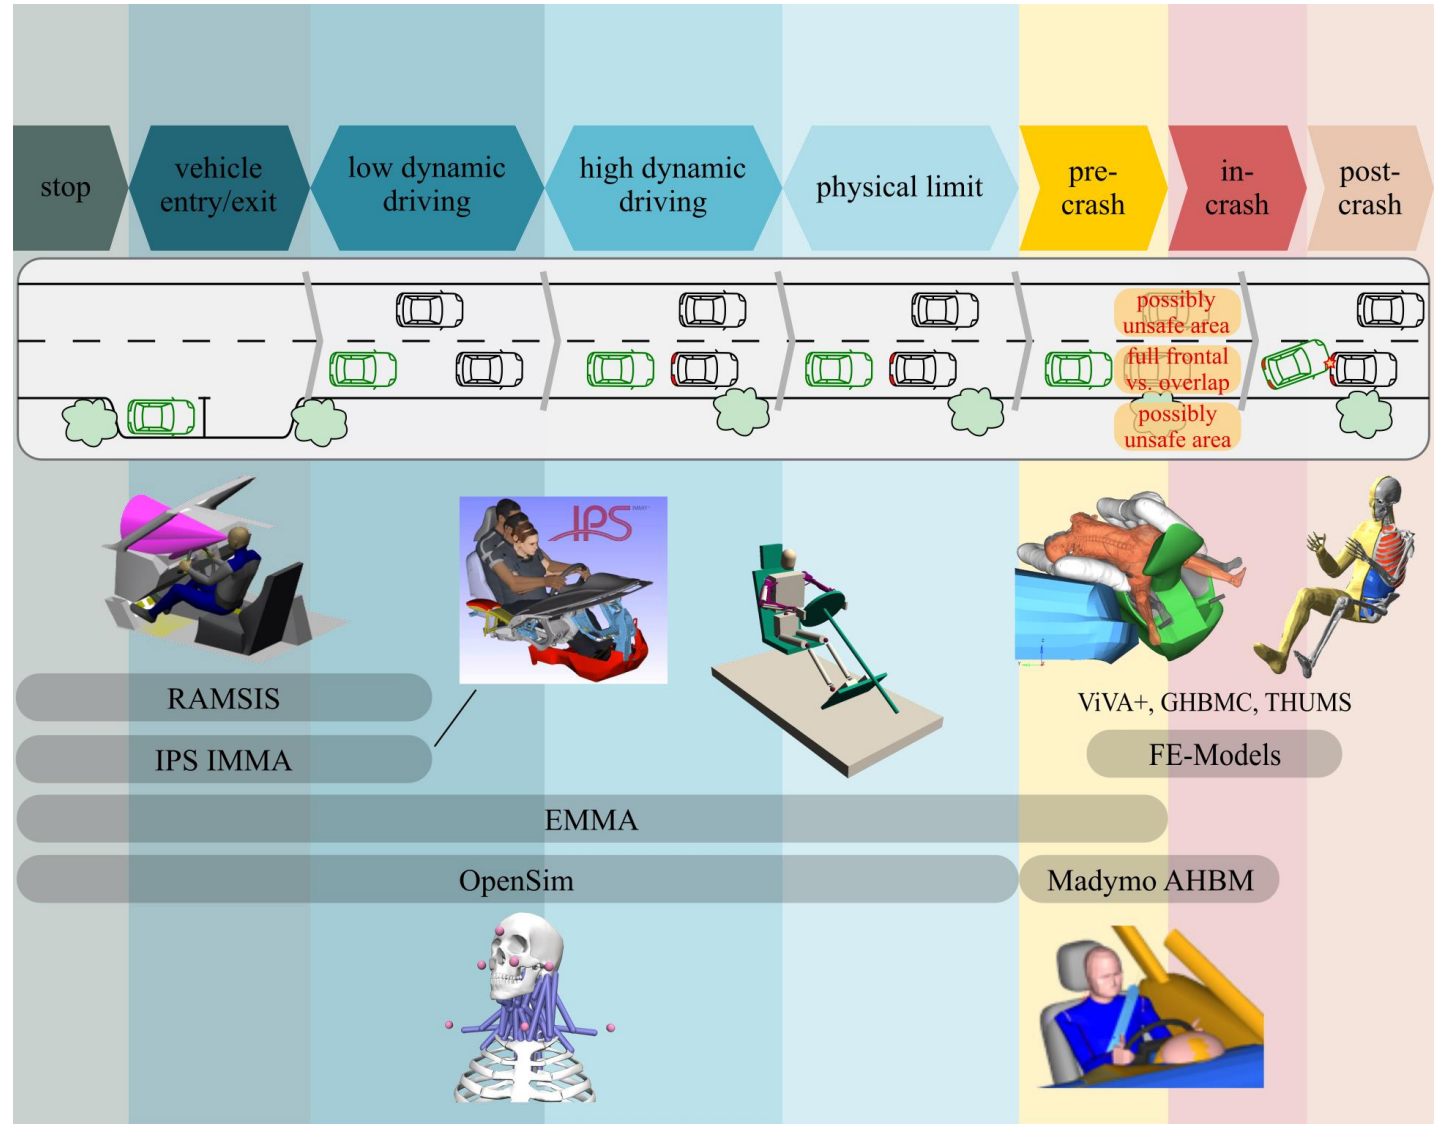 stop
vehicle
entry/exit
low dynamic
driving
high dynamic
driving
physical limit
pre-
crash
in-
crash
post-
crash
possibly
unsafe area
full frontal
vs. overlap
possibly
unsafe area
IPS
RAMSIS
IPS IMMA
ViVA+, GHBMC, THUMS
FE-Models
EMMA
OpenSim
Madymo AHBM